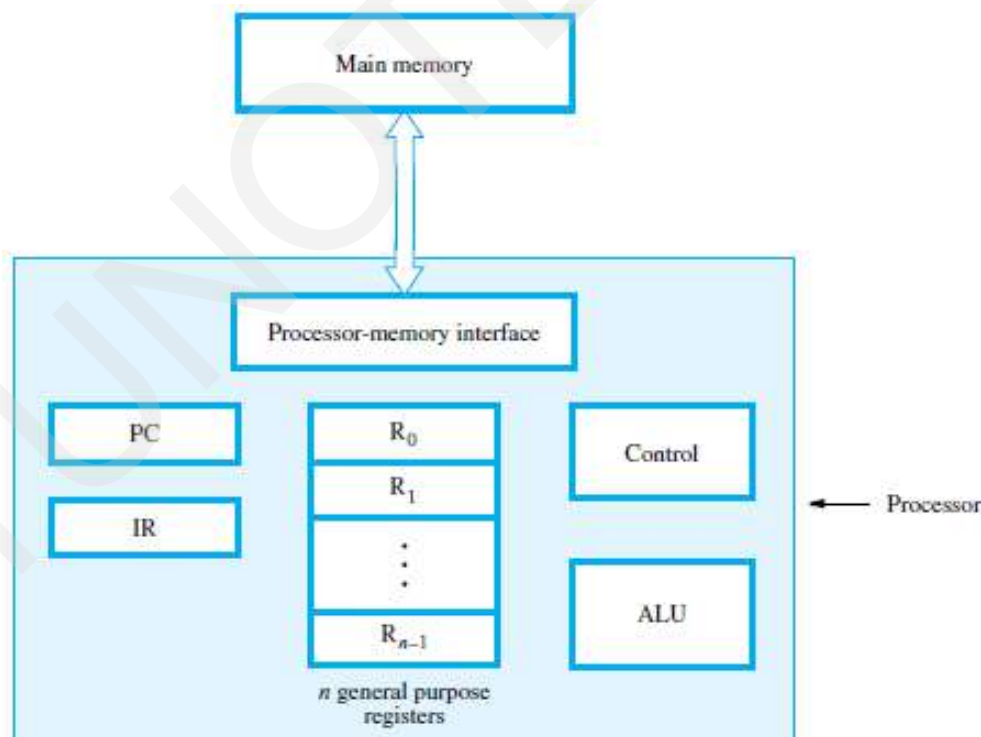 Main memory
Processor-memory interface
PC
IR
R0
R1
Rn–1
n general purpose
registers
Control
ALU
Processor